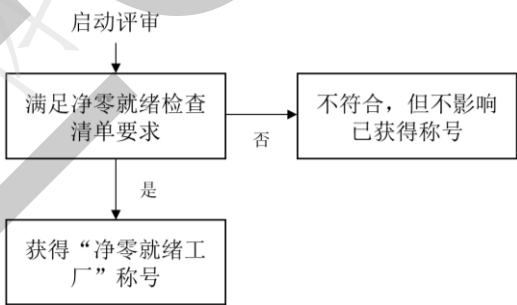 启动评审
满足净零就绪检查
清单要求
否
不符合，但不影响
已获得称号
是
获得“净零就绪工
厂”称号